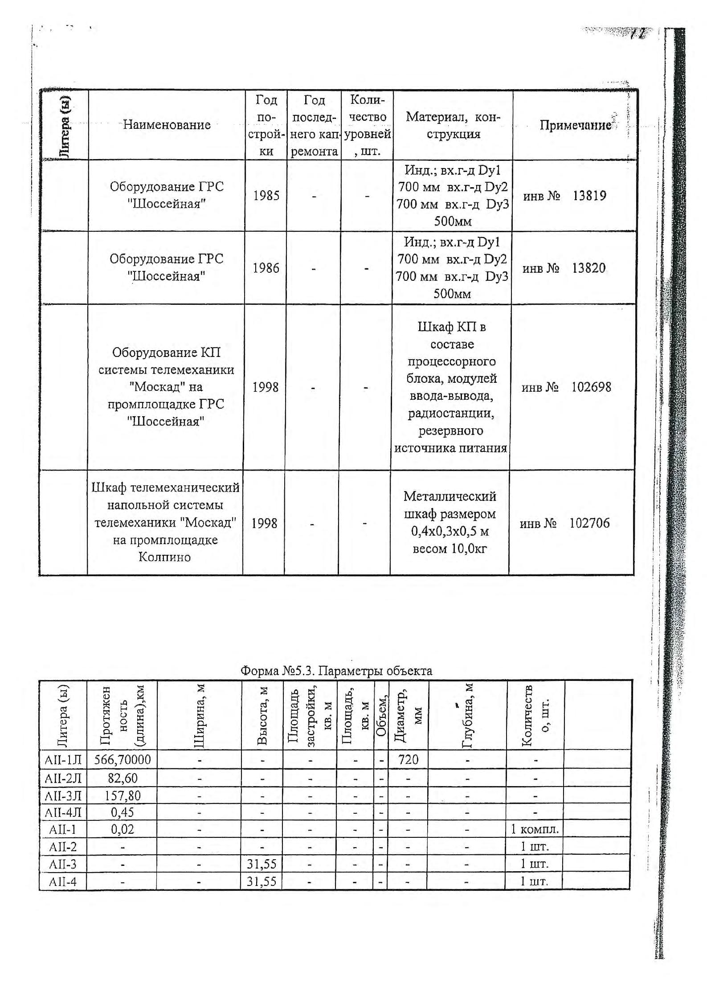 Литера (ы)
Наименование
Год
по-
строй-
ки
Год
послед-
него кап
ремонта
Коли-
чество
уровней
, шт.
Материал, кон-
струкция
Примечание
Оборудование ГРС
"Шоссейная"
1985
-
-
Инд.; вх.г-д Dy1
700 мм вх.г-д Dy2
700 мм вх.г-д Dy3
500мм
инв № 13819
Оборудование ГРС
"Шоссейная"
1986
-
-
Инд.; вх.г-д Dy1
700 мм вх.г-д Dy2
700 мм вх.г-д Dy3
500мм
инв № 13820
Оборудование КП
системы телемеханики
"Москад" на
промплощадке ГРС
"Шоссейная"
1998
-
-
Шкаф КП в
составе
процессорного
блока, модулей
ввода-вывода,
радиостанции,
резервного
источника питания
инв № 102698
Шкаф телемеханический
напольной системы
телемеханики "Москад"
на промплощадке
Колпино
1998
-
-
Металлический
шкаф размером
0,4х0,3х0,5 м
весом 10,0кг
инв № 102706
Форма №5.3. Параметры объекта
Литера (ы)
Протяжен
ность
(длина),км
Ширина, м
Высота, м
Площадь
застройки,
кв. м
Площадь,
кв. м
Объем,
Диаметр,
мм
Глубина, м
Количеств
о, шт.
АII-1Л 566,70000 - - - - - 720 - -
АII-2Л 82,60 - - - - - - - -
АII-3Л 157,80 - - - - - - - -
АII-4Л 0,45 - - - - - - - -
АII-1 0,02 - - - - - - - 1 компл.
АII-2 - - - - - - - - 1 шт.
АII-3 - - 31,55 - - - - - 1 шт.
АII-4 - - 31,55 - - - - - 1 шт.